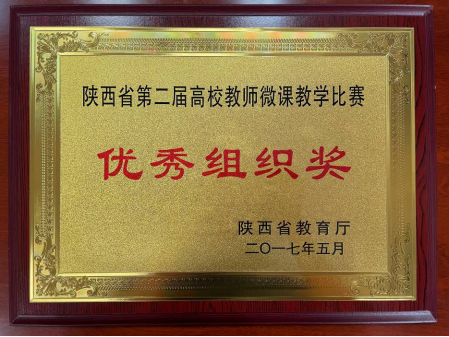 陕西省第二届高校教师微课教学比赛
优秀组织奖
陕西省教育厅
二〇一七年五月